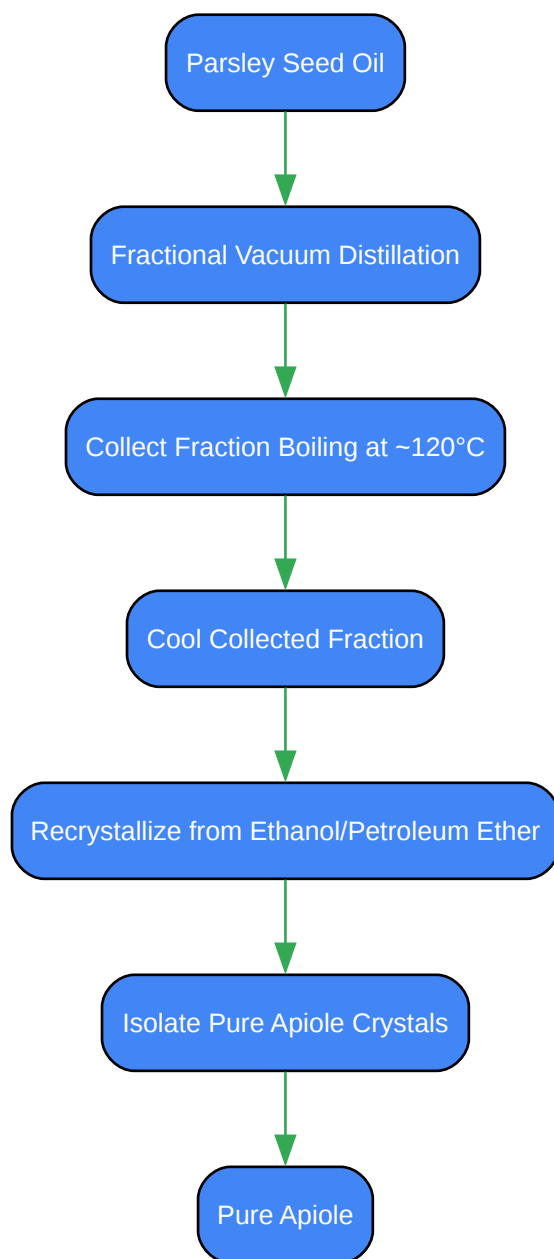 Parsley Seed Oil
Fractional Vacuum Distillation
Collect Fraction Boiling at ~120°C
Cool Collected Fraction
Recrystallize from Ethanol/Petroleum Ether
Isolate Pure Apiole Crystals
Pure Apiole